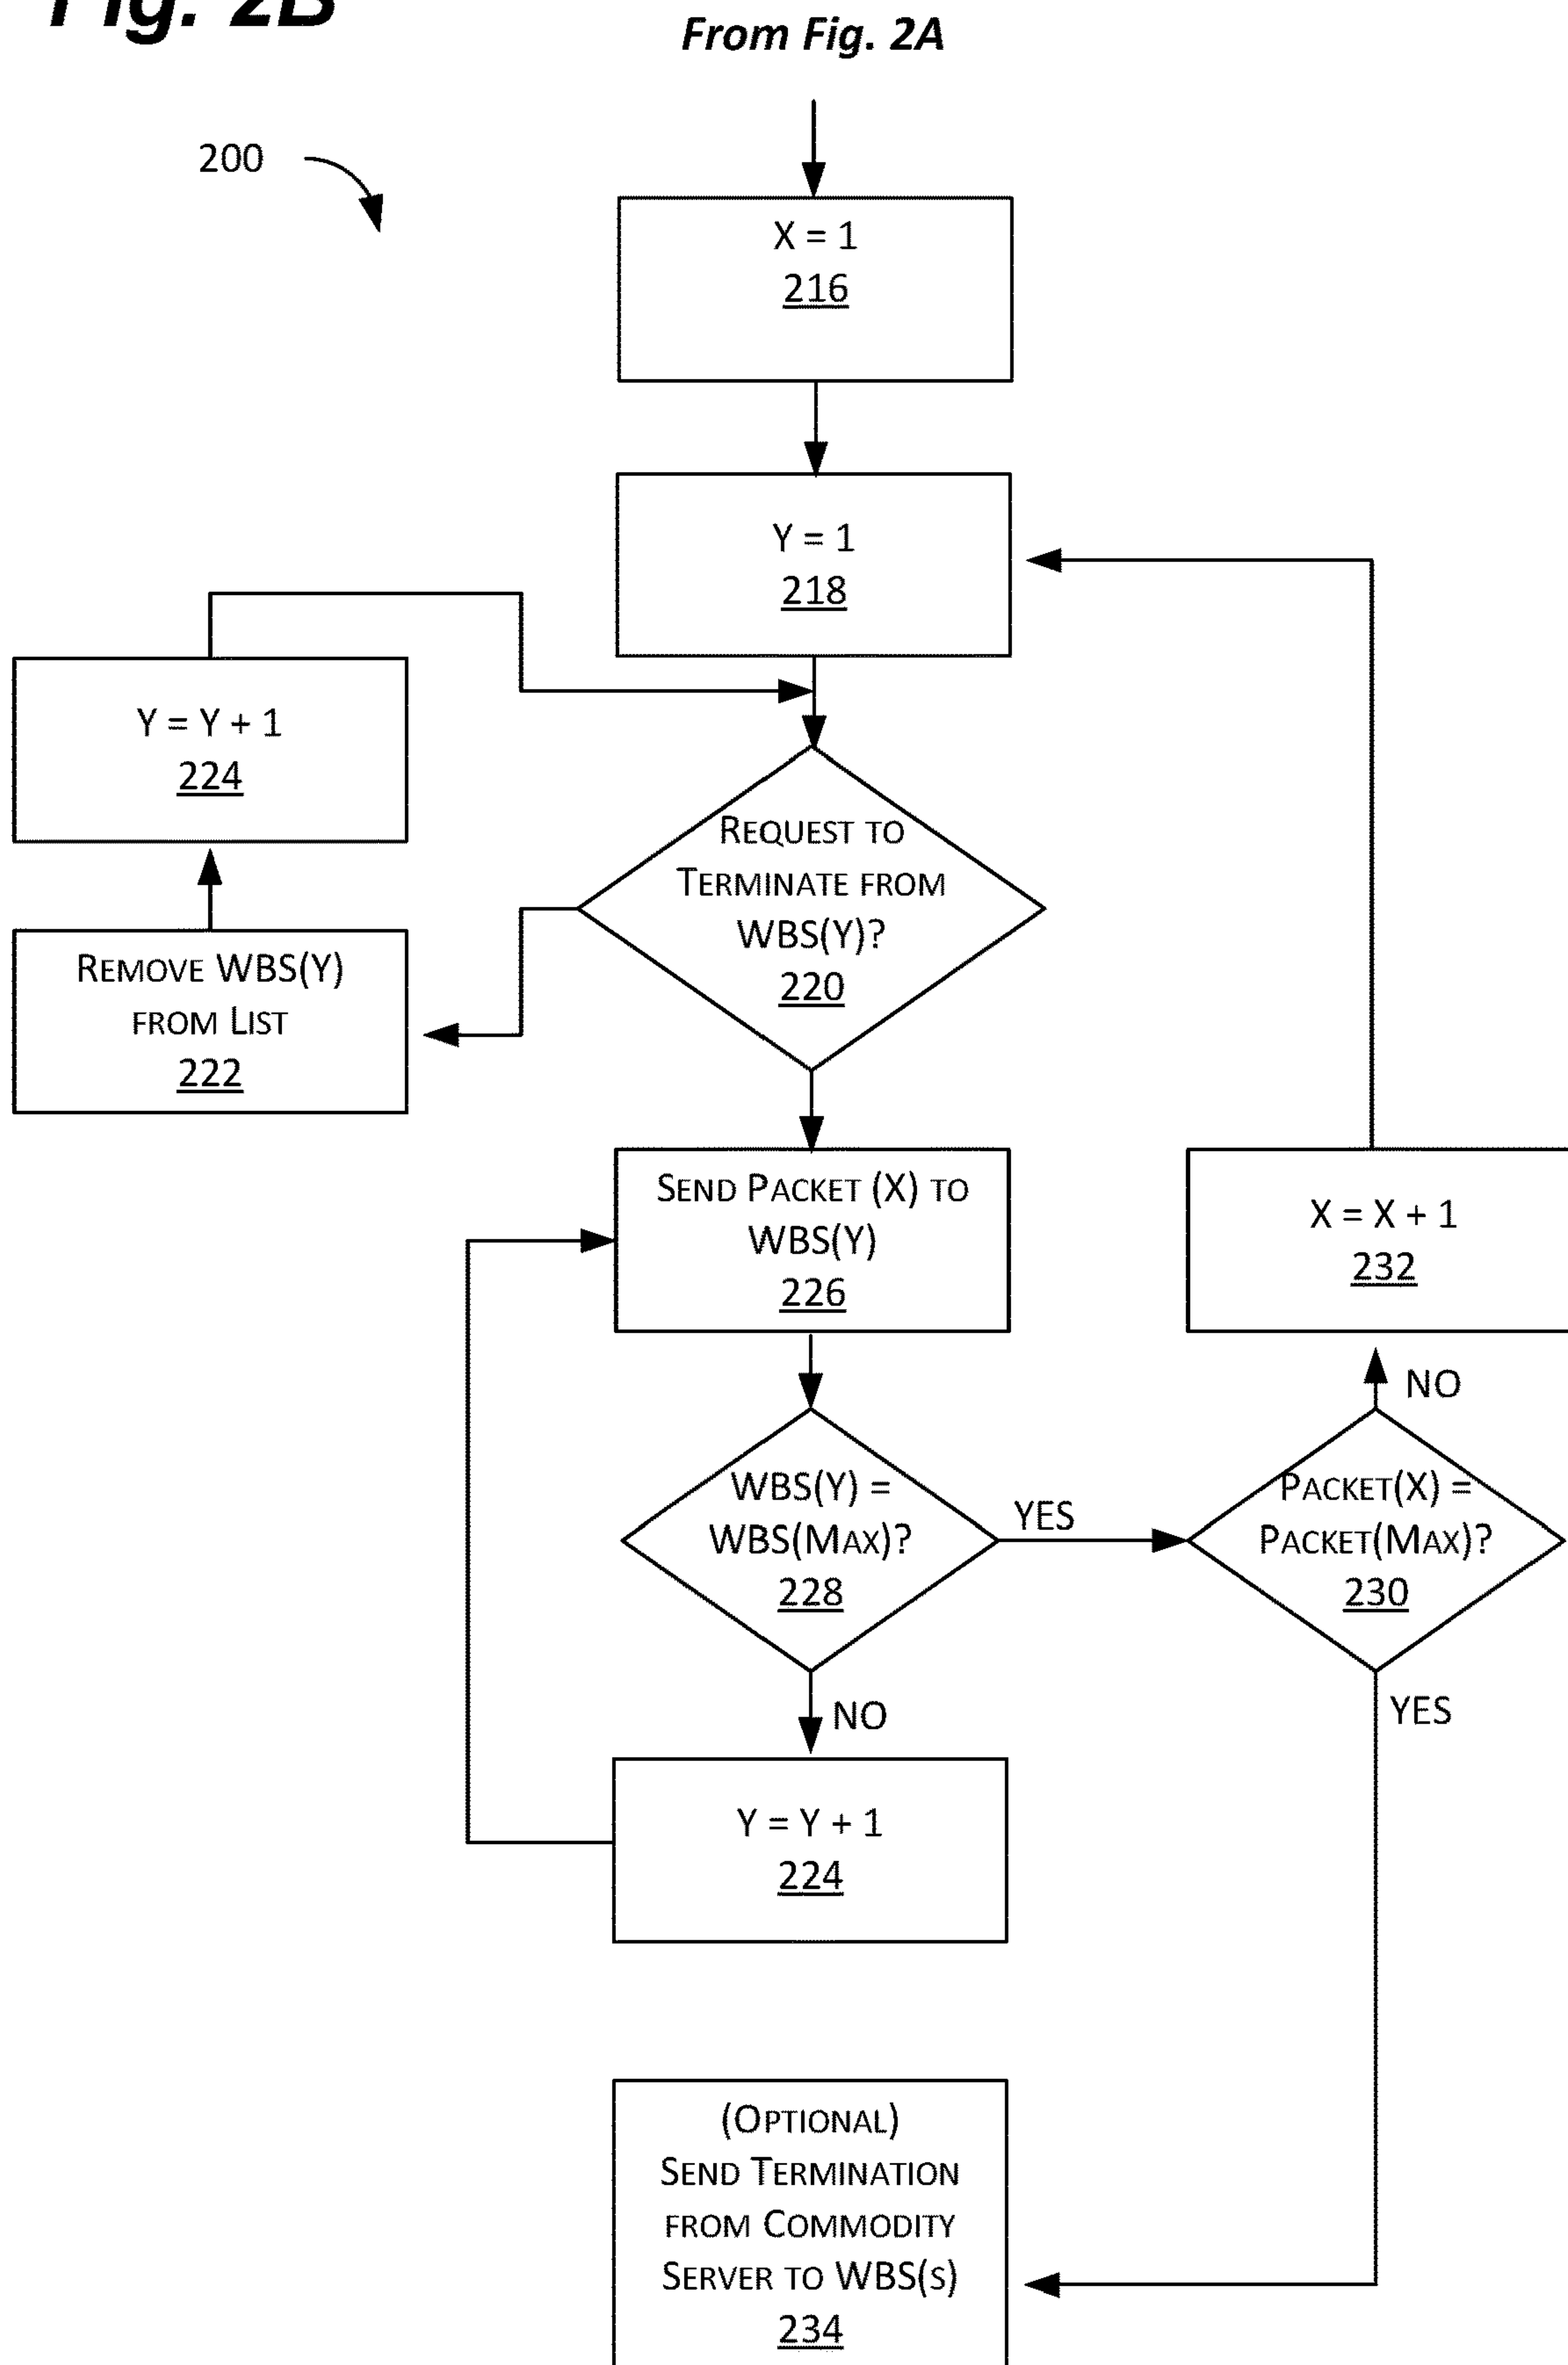 Fig. 2B
From Fig. 2A
200
X = 1
216
Y = 1
218
Y = Y + 1
224
REQUEST TO
TERMINATE FROM
WBS(Y)?
220
REMOVE WBS(Y)
FROM LIST
222
SEND PACKET (X) TO
WBS(Y)
226
X = X + 1
232
NO
WBS(Y) =
WBS(MAX)?
228
YES
PACKET(X) =
PACKET(MAX)?
230
NO
YES
Y = Y + 1
224
(OPTIONAL)
SEND TERMINATION
FROM COMMODITY
SERVER TO WBS(S)
234